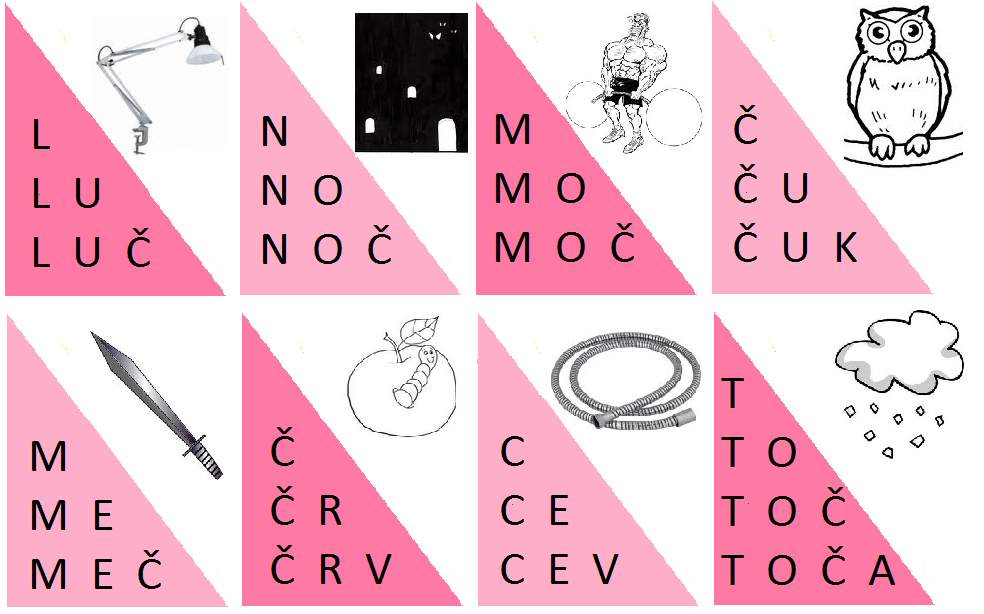 L
L U
L U Č
N
N O
N O Č
M
M O
M O Č
Č
Č U
Č U K
M
M E
M E Č
Č
Č R
Č R V
C
C E
C E V
T
T O
T O Č
T O Č A